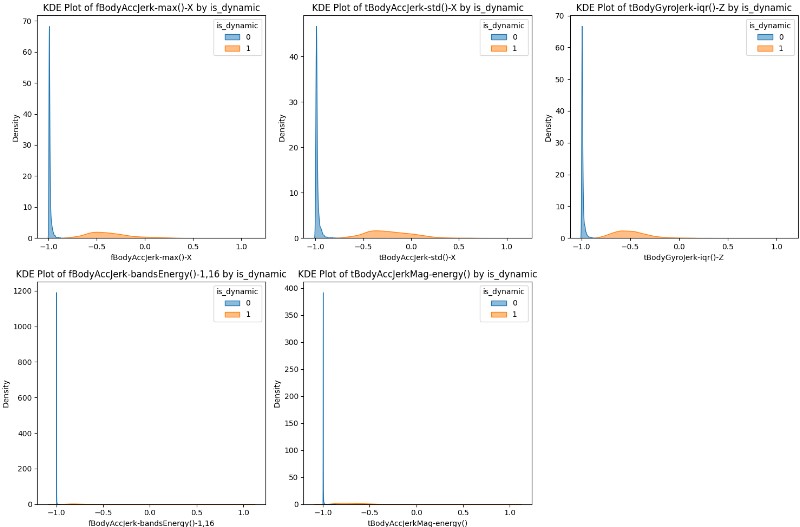 KDE Plot of fBodyAccJerk-max()-X by is_dynamic
KDE Plot of tBodyAccJerk-std()-X by is_dynamic
KDE Plot of tBodyGyroJerk-iqr()-Z by is_dynamic
70
60
50
40
30
20
10
0
Density
is_dynamic
0
1
−1.0 −0.5 0.0 0.5 1.0
fBodyAccJerk-max()-X
40
30
20
10
0
Density
is_dynamic
0
1
−1.0 −0.5 0.0 0.5 1.0
tBodyAccJerk-std()-X
70
60
50
40
30
20
10
0
Density
is_dynamic
0
1
−1.0 −0.5 0.0 0.5 1.0
tBodyGyroJerk-iqr()-Z
KDE Plot of fBodyAccJerk-bandsEnergy()-1,16 by is_dynamic
KDE Plot of tBodyAccJerkMag-energy() by is_dynamic
1200
1000
800
600
400
200
0
Density
is_dynamic
0
1
−1.0 −0.5 0.0 0.5 1.0
fBodyAccJerk-bandsEnergy()-1,16
400
350
300
250
200
150
100
50
0
Density
is_dynamic
0
1
−1.0 −0.5 0.0 0.5 1.0
tBodyAccJerkMag-energy()